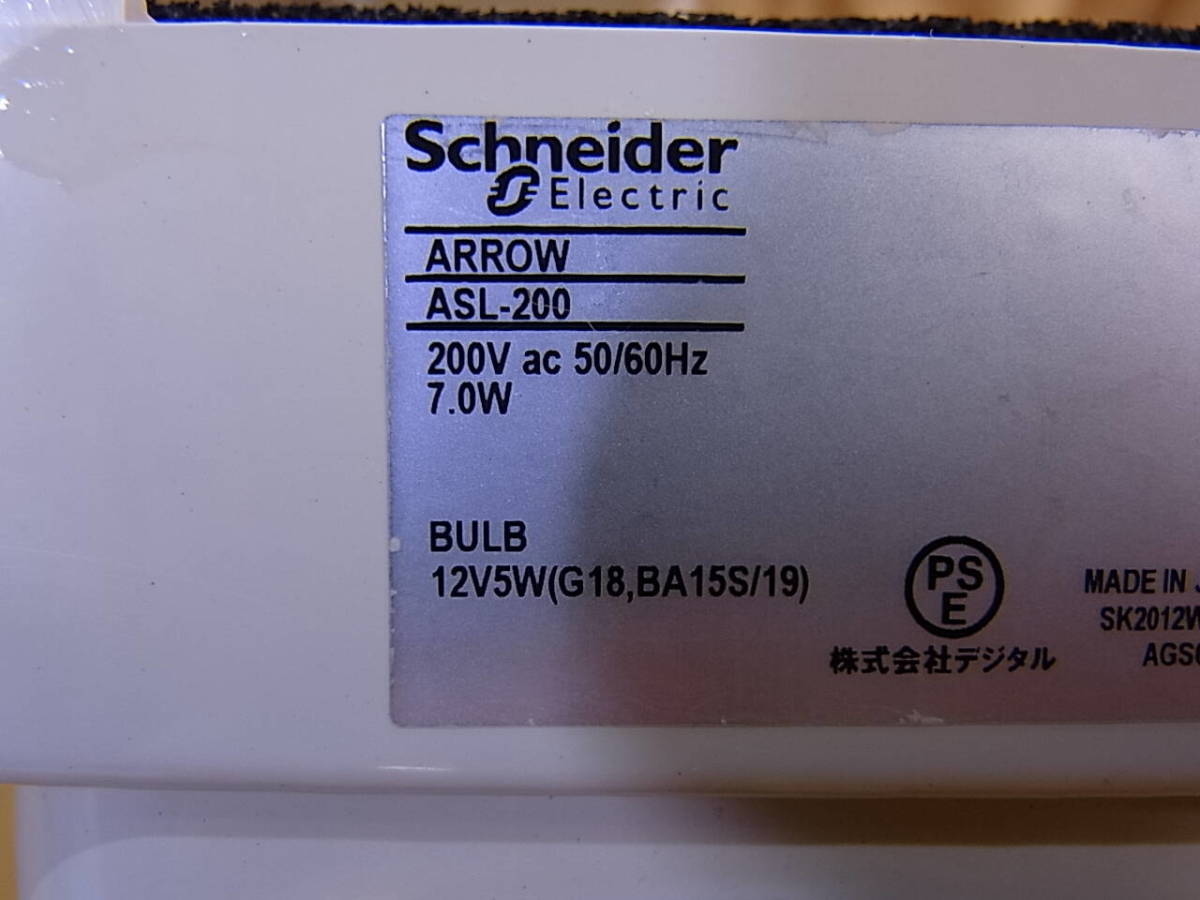 Schneider
Electric
ARROW
ASL-200
200V ac 50/60Hz
7.0W
BULB
12V5W(G18,BA15S/19)
PS
E
株式会社デジタル
MADE IN
SK2012W
AGS